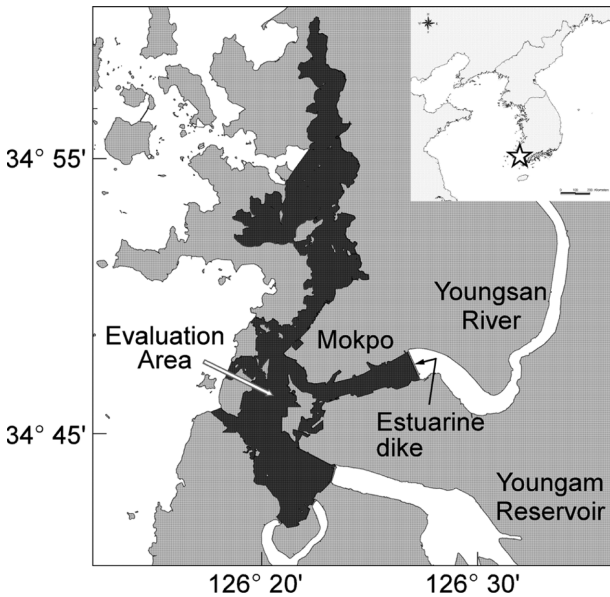 34° 55'
Youngsan
River
Evaluation
Area
Mokpo
Estuarine
dike
34° 45'
Youngam
Reservoir
126° 20'
126° 30'